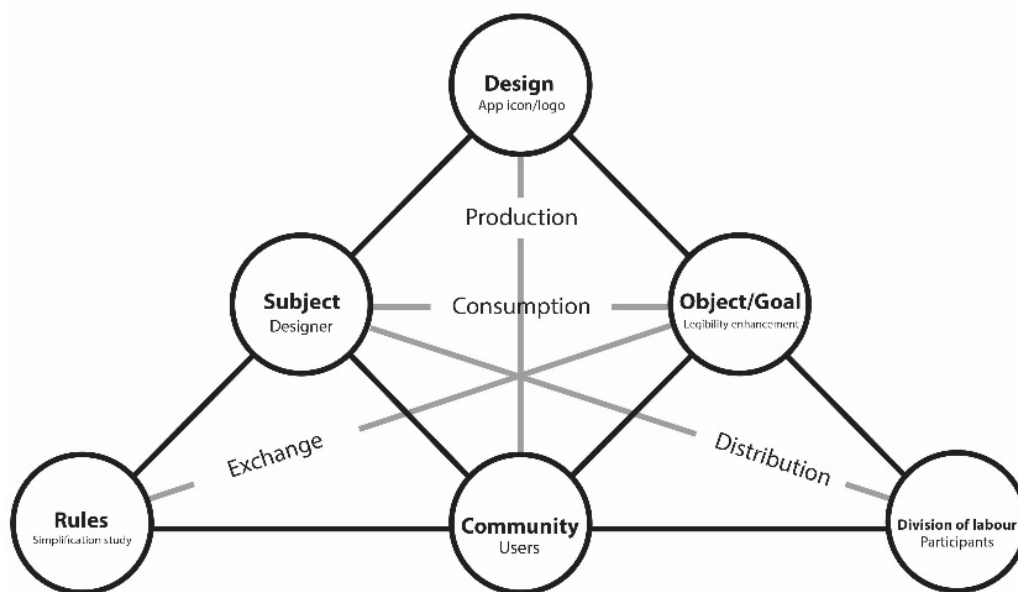 Design
App icon/logo
Production
Subject
Designer
Consumption
Object/Goal
Legibility enhancement
Exchange
Distribution
Rules
Simplification study
Community
Users
Division of labour
Participants